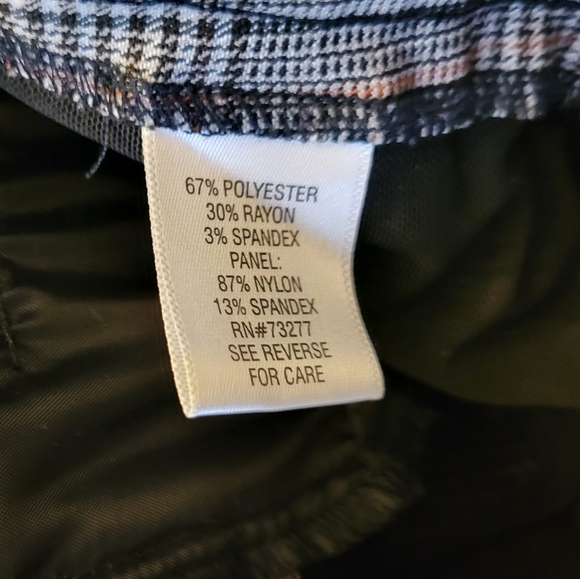 67% POLYESTER
30% RAYON
3% SPANDEX
PANEL:
87% NYLON
13% SPANDEX
RN#73277
SEE REVERSE
FOR CARE